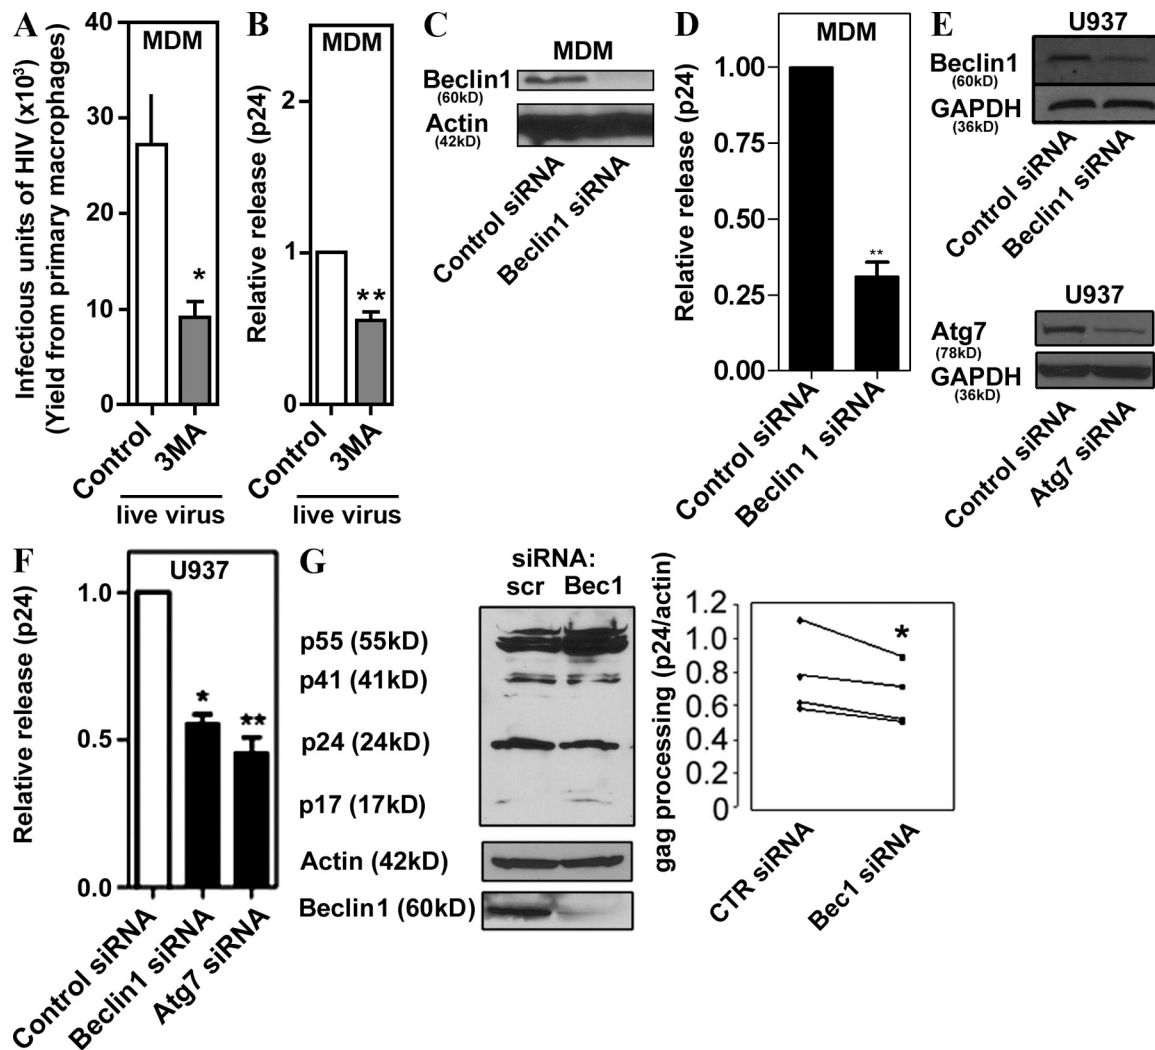 A
Infectious units of HIV (x10³)
(Yield from primary macrophages)
40
30
20
10
0
MDM
*
Control
3MA
live virus
B
Relative release (p24)
2
1
0
MDM
**
Control
3MA
live virus
C
MDM
Beclin1
(60kD)
Actin
(42kD)
Control siRNA
Beclin1 siRNA
D
Relative release (p24)
MDM
1.00
0.75
0.50
0.25
0.00
**
Control siRNA
Beclin 1 siRNA
E
U937
Beclin1
(60kD)
GAPDH
(36kD)
Control siRNA
Beclin1 siRNA
U937
Atg7
(78kD)
GAPDH
(36kD)
Control siRNA
Atg7 siRNA
F
Relative release (p24)
U937
1.0
0.5
0.0
*
**
Control siRNA
Beclin1 siRNA
Atg7 siRNA
G
siRNA:
scr Bec1
p55 (55kD)
p41 (41kD)
p24 (24kD)
p17 (17kD)
Actin (42kD)
Beclin1 (60kD)
gag processing (p24/actin)
1.2
1.0
0.8
0.6
0.4
0.2
0
*
CTR siRNA
Bec1 siRNA